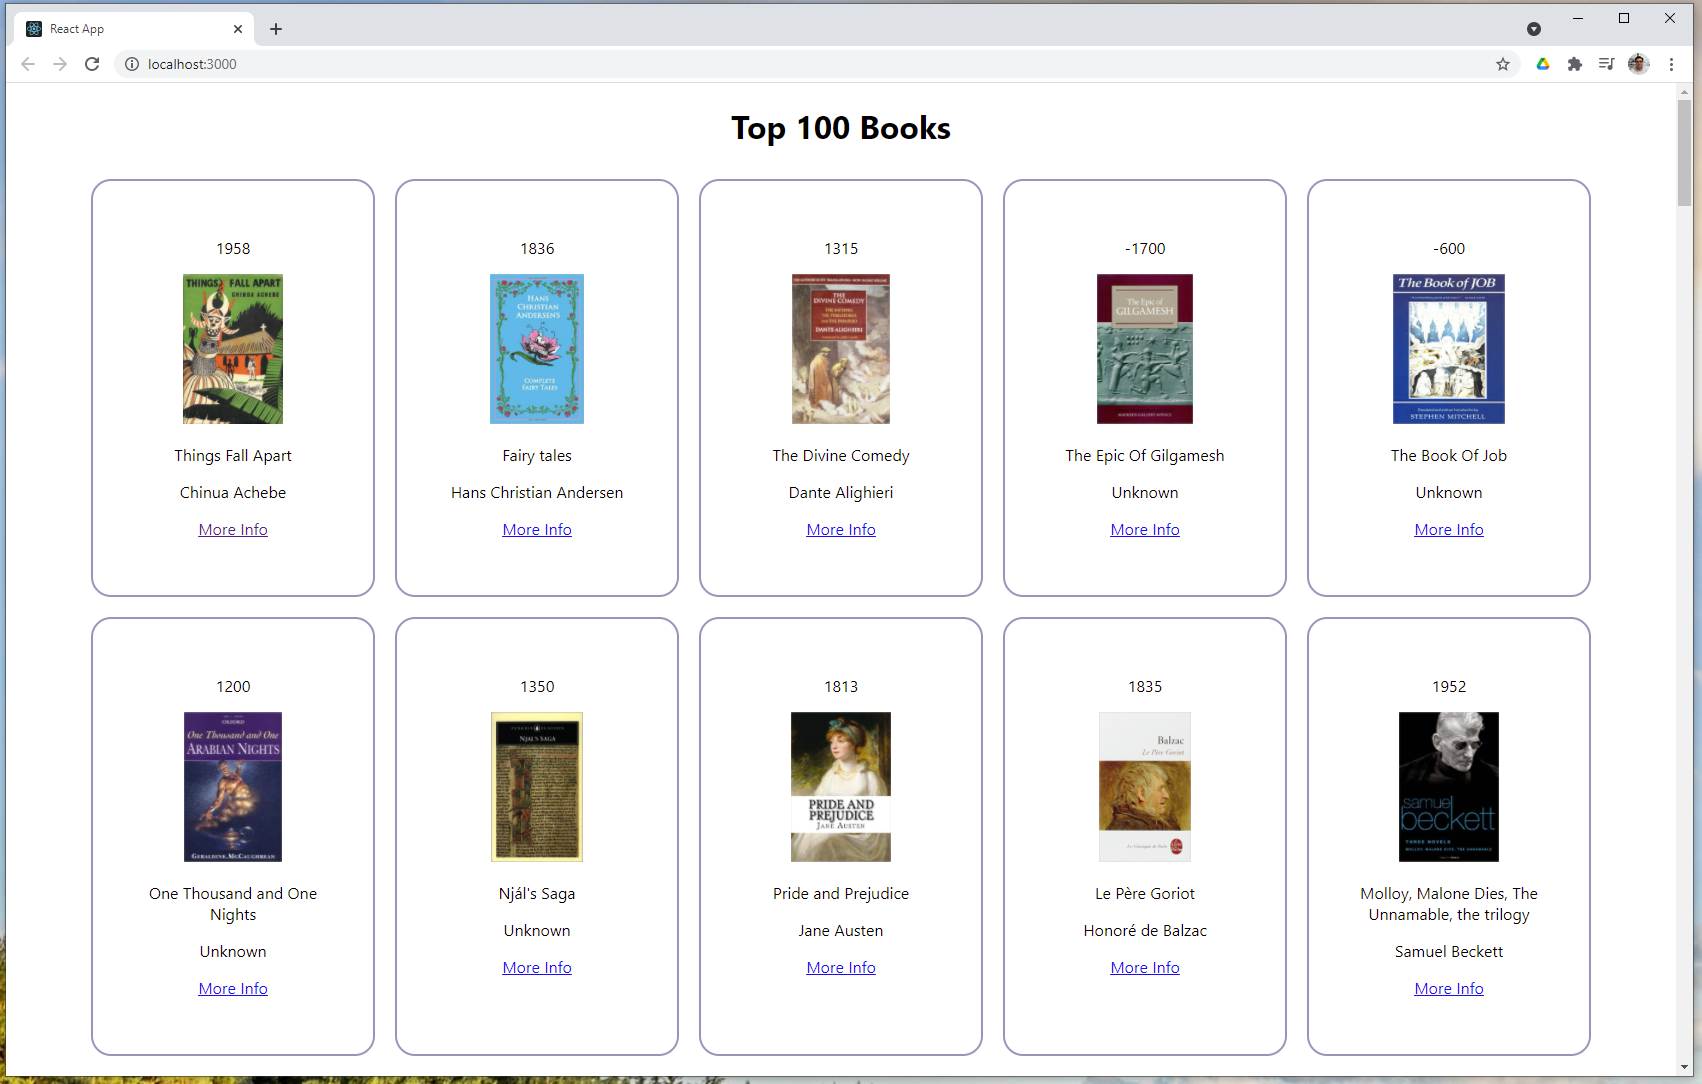 React App
localhost:3000
Top 100 Books
1958
THINGS FALL APART
CHINUA ACHEBE
Things Fall Apart
Chinua Achebe
More Info
1836
HANS
CHRISTIAN
ANDERSEN'S
COMPLETE
FAIRY TALES
Fairy tales
Hans Christian Andersen
More Info
1315
THE
DIVINE COMEDY
DANTE ALIGHIERI
The Divine Comedy
Dante Alighieri
More Info
-1700
The Epic of
GILGAMESH
The Epic Of Gilgamesh
Unknown
More Info
-600
The Book of JOB
STEPHEN MITCHELL
The Book Of Job
Unknown
More Info
1200
OXFORD
One Thousand and One
ARABIAN NIGHTS
GERALDINE McCAUGHREAN
One Thousand and One
Nights
Unknown
More Info
1350
NJAL'S SAGA
Njál's Saga
Unknown
More Info
1813
PRIDE AND
PREJUDICE
JANE AUSTEN
Pride and Prejudice
Jane Austen
More Info
1835
Balzac
Le Père Goriot
Le Père Goriot
Honoré de Balzac
More Info
1952
samuel
beckett
THREE NOVELS
MOLLOY, MALONE DIES, THE UNNAMABLE
Molloy, Malone Dies, The
Unnamable, the trilogy
Samuel Beckett
More Info